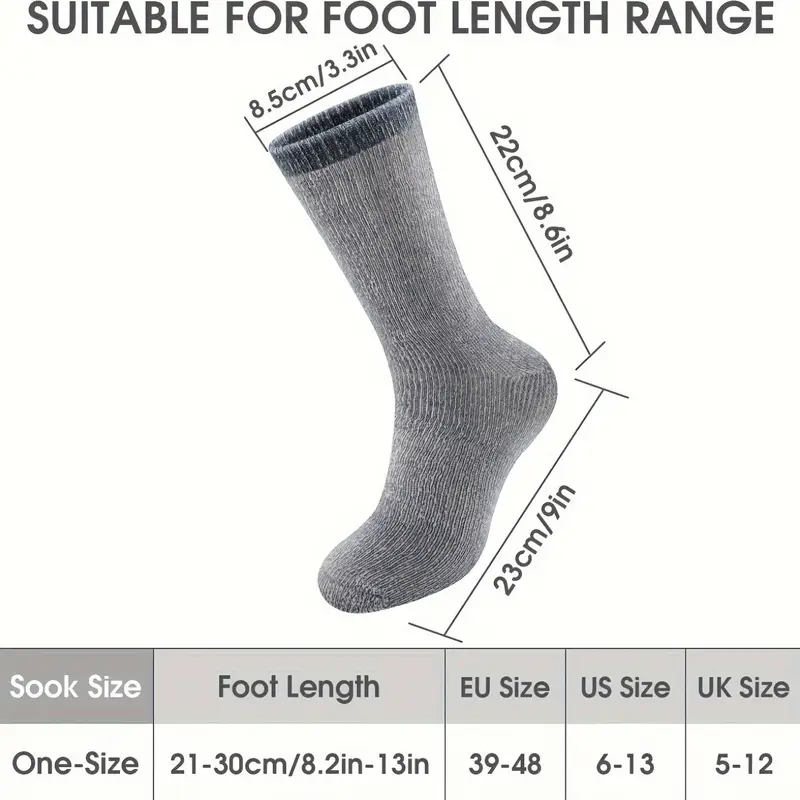 SUITABLE FOR FOOT LENGTH RANGE
8.5cm/3.3in
22cm/8.6in
23cm/9in
Sook Size Foot Length EU Size US Size UK Size
One-Size 21-30cm/8.2in-13in 39-48 6-13 5-12